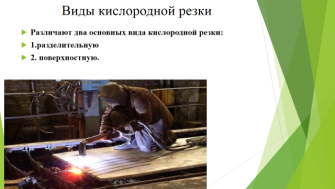 Виды кислородной резки
Различают два основных вида кислородной резки:
1.разделительную
2. поверхностную.